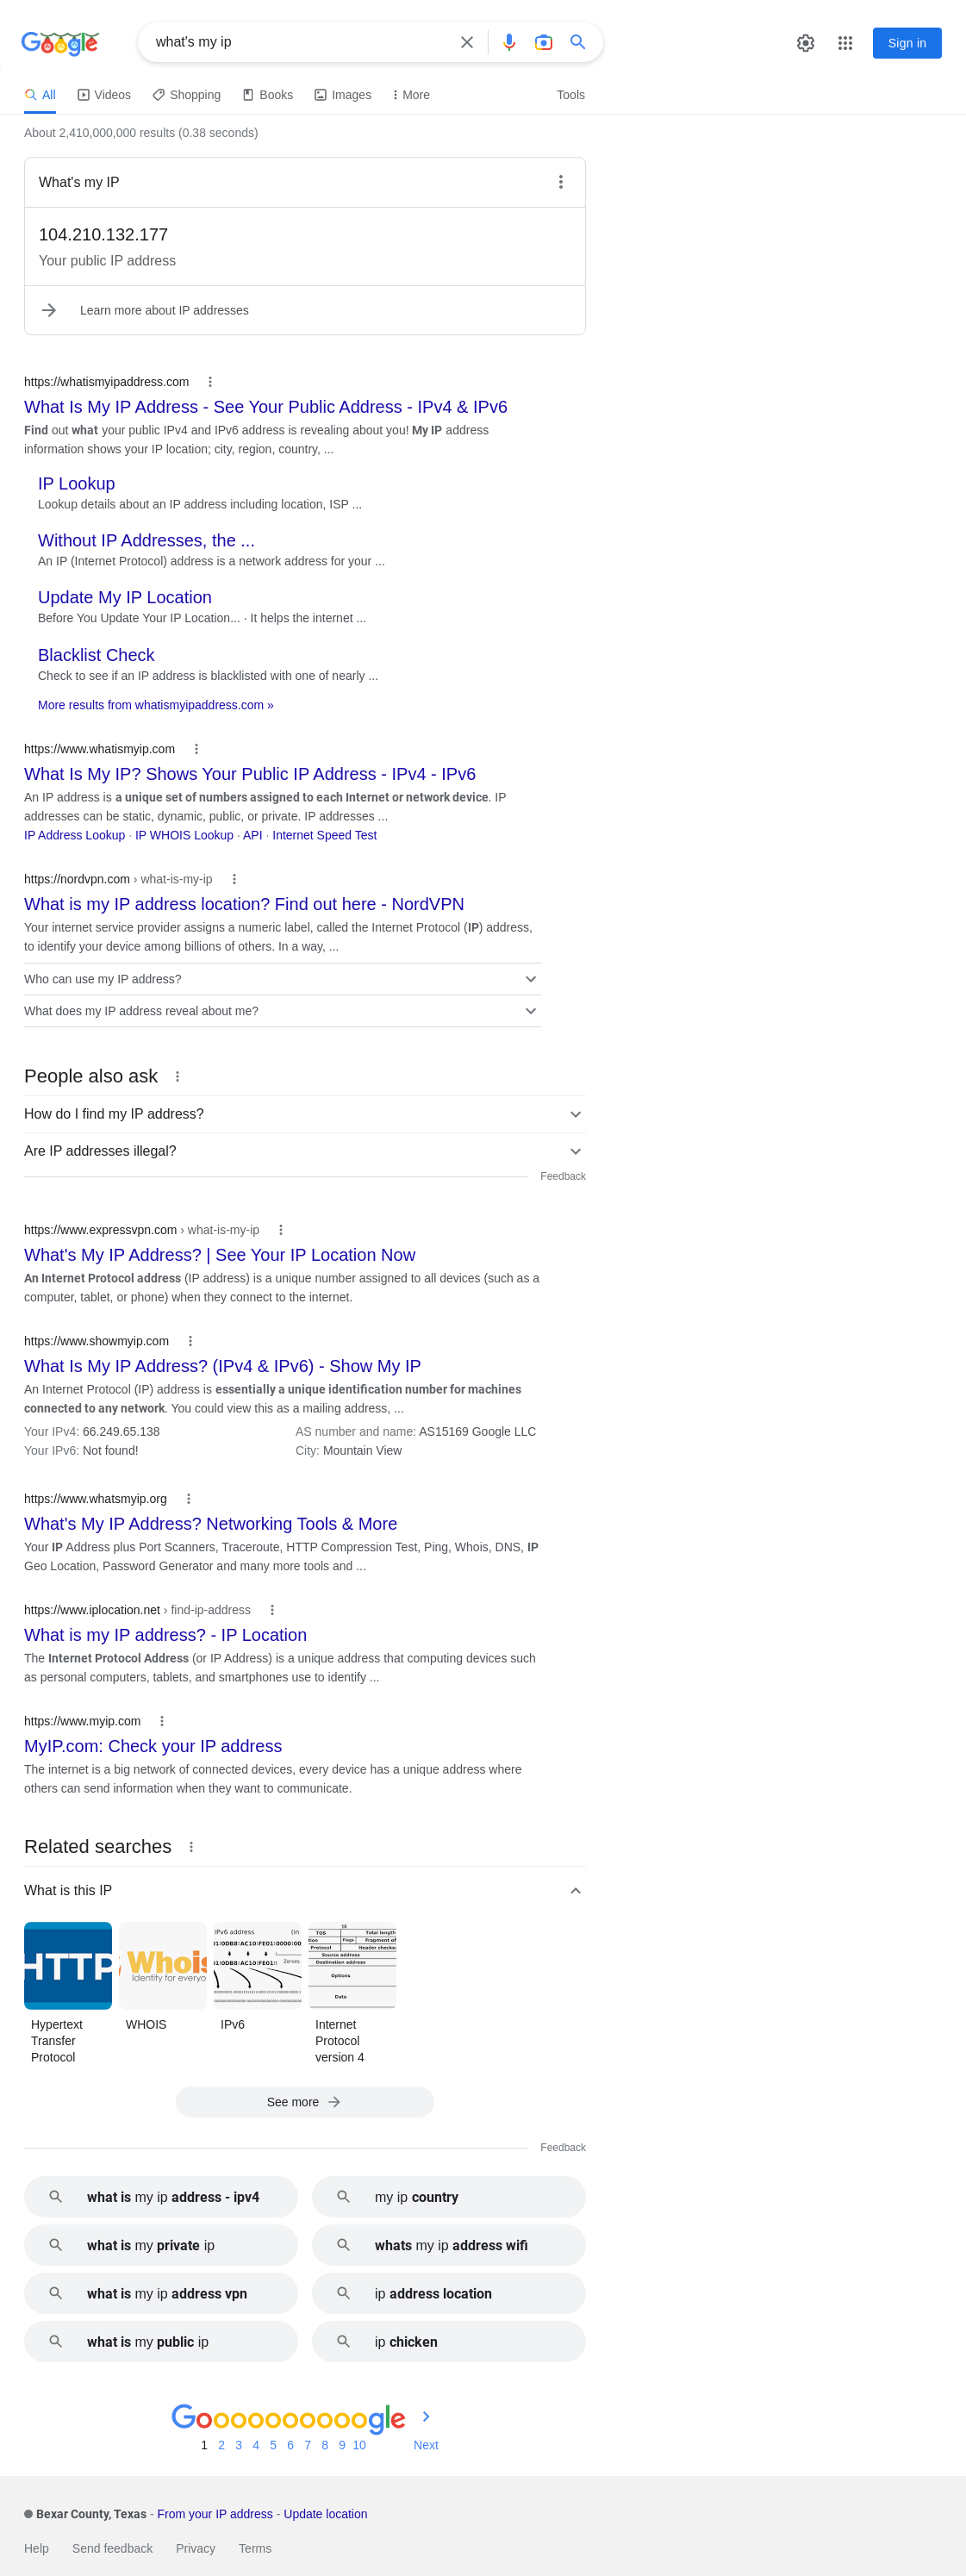 Google
what's my ip
Sign in
All
Videos
Shopping
Books
Images
More
Tools
About 2,410,000,000 results (0.38 seconds)
What's my IP
104.210.132.177
Your public IP address
Learn more about IP addresses
https://whatismyipaddress.com
What Is My IP Address - See Your Public Address - IPv4 & IPv6
Find out what your public IPv4 and IPv6 address is revealing about you! My IP address
information shows your IP location; city, region, country, ...
IP Lookup
Lookup details about an IP address including location, ISP ...
Without IP Addresses, the ...
An IP (Internet Protocol) address is a network address for your ...
Update My IP Location
Before You Update Your IP Location... · It helps the internet ...
Blacklist Check
Check to see if an IP address is blacklisted with one of nearly ...
More results from whatismyipaddress.com »
https://www.whatismyip.com
What Is My IP? Shows Your Public IP Address - IPv4 - IPv6
An IP address is a unique set of numbers assigned to each Internet or network device. IP
addresses can be static, dynamic, public, or private. IP addresses ...
IP Address Lookup · IP WHOIS Lookup · API · Internet Speed Test
https://nordvpn.com › what-is-my-ip
What is my IP address location? Find out here - NordVPN
Your internet service provider assigns a numeric label, called the Internet Protocol (IP) address,
to identify your device among billions of others. In a way, ...
Who can use my IP address?
What does my IP address reveal about me?
People also ask
How do I find my IP address?
Are IP addresses illegal?
Feedback
https://www.expressvpn.com › what-is-my-ip
What's My IP Address? | See Your IP Location Now
An Internet Protocol address (IP address) is a unique number assigned to all devices (such as a
computer, tablet, or phone) when they connect to the internet.
https://www.showmyip.com
What Is My IP Address? (IPv4 & IPv6) - Show My IP
An Internet Protocol (IP) address is essentially a unique identification number for machines
connected to any network. You could view this as a mailing address, ...
Your IPv4: 66.249.65.138
AS number and name: AS15169 Google LLC
Your IPv6: Not found!
City: Mountain View
https://www.whatsmyip.org
What's My IP Address? Networking Tools & More
Your IP Address plus Port Scanners, Traceroute, HTTP Compression Test, Ping, Whois, DNS, IP
Geo Location, Password Generator and many more tools and ...
https://www.iplocation.net › find-ip-address
What is my IP address? - IP Location
The Internet Protocol Address (or IP Address) is a unique address that computing devices such
as personal computers, tablets, and smartphones use to identify ...
https://www.myip.com
MyIP.com: Check your IP address
The internet is a big network of connected devices, every device has a unique address where
others can send information when they want to communicate.
Related searches
What is this IP
HTTP
Whois
Identity for everyo
IPv6 address (in
Zeroes
16
TOS Total length
Flags Fragment of
Protocol Header checksu
Source address
Destination address
Options
Data
Hypertext
Transfer
Protocol
WHOIS
IPv6
Internet
Protocol
version 4
See more
Feedback
what is my ip address - ipv4
my ip country
what is my private ip
whats my ip address wifi
what is my ip address vpn
ip address location
what is my public ip
ip chicken
Goooooooooogle
1 2 3 4 5 6 7 8 9 10 Next
Bexar County, Texas - From your IP address - Update location
Help
Send feedback
Privacy
Terms